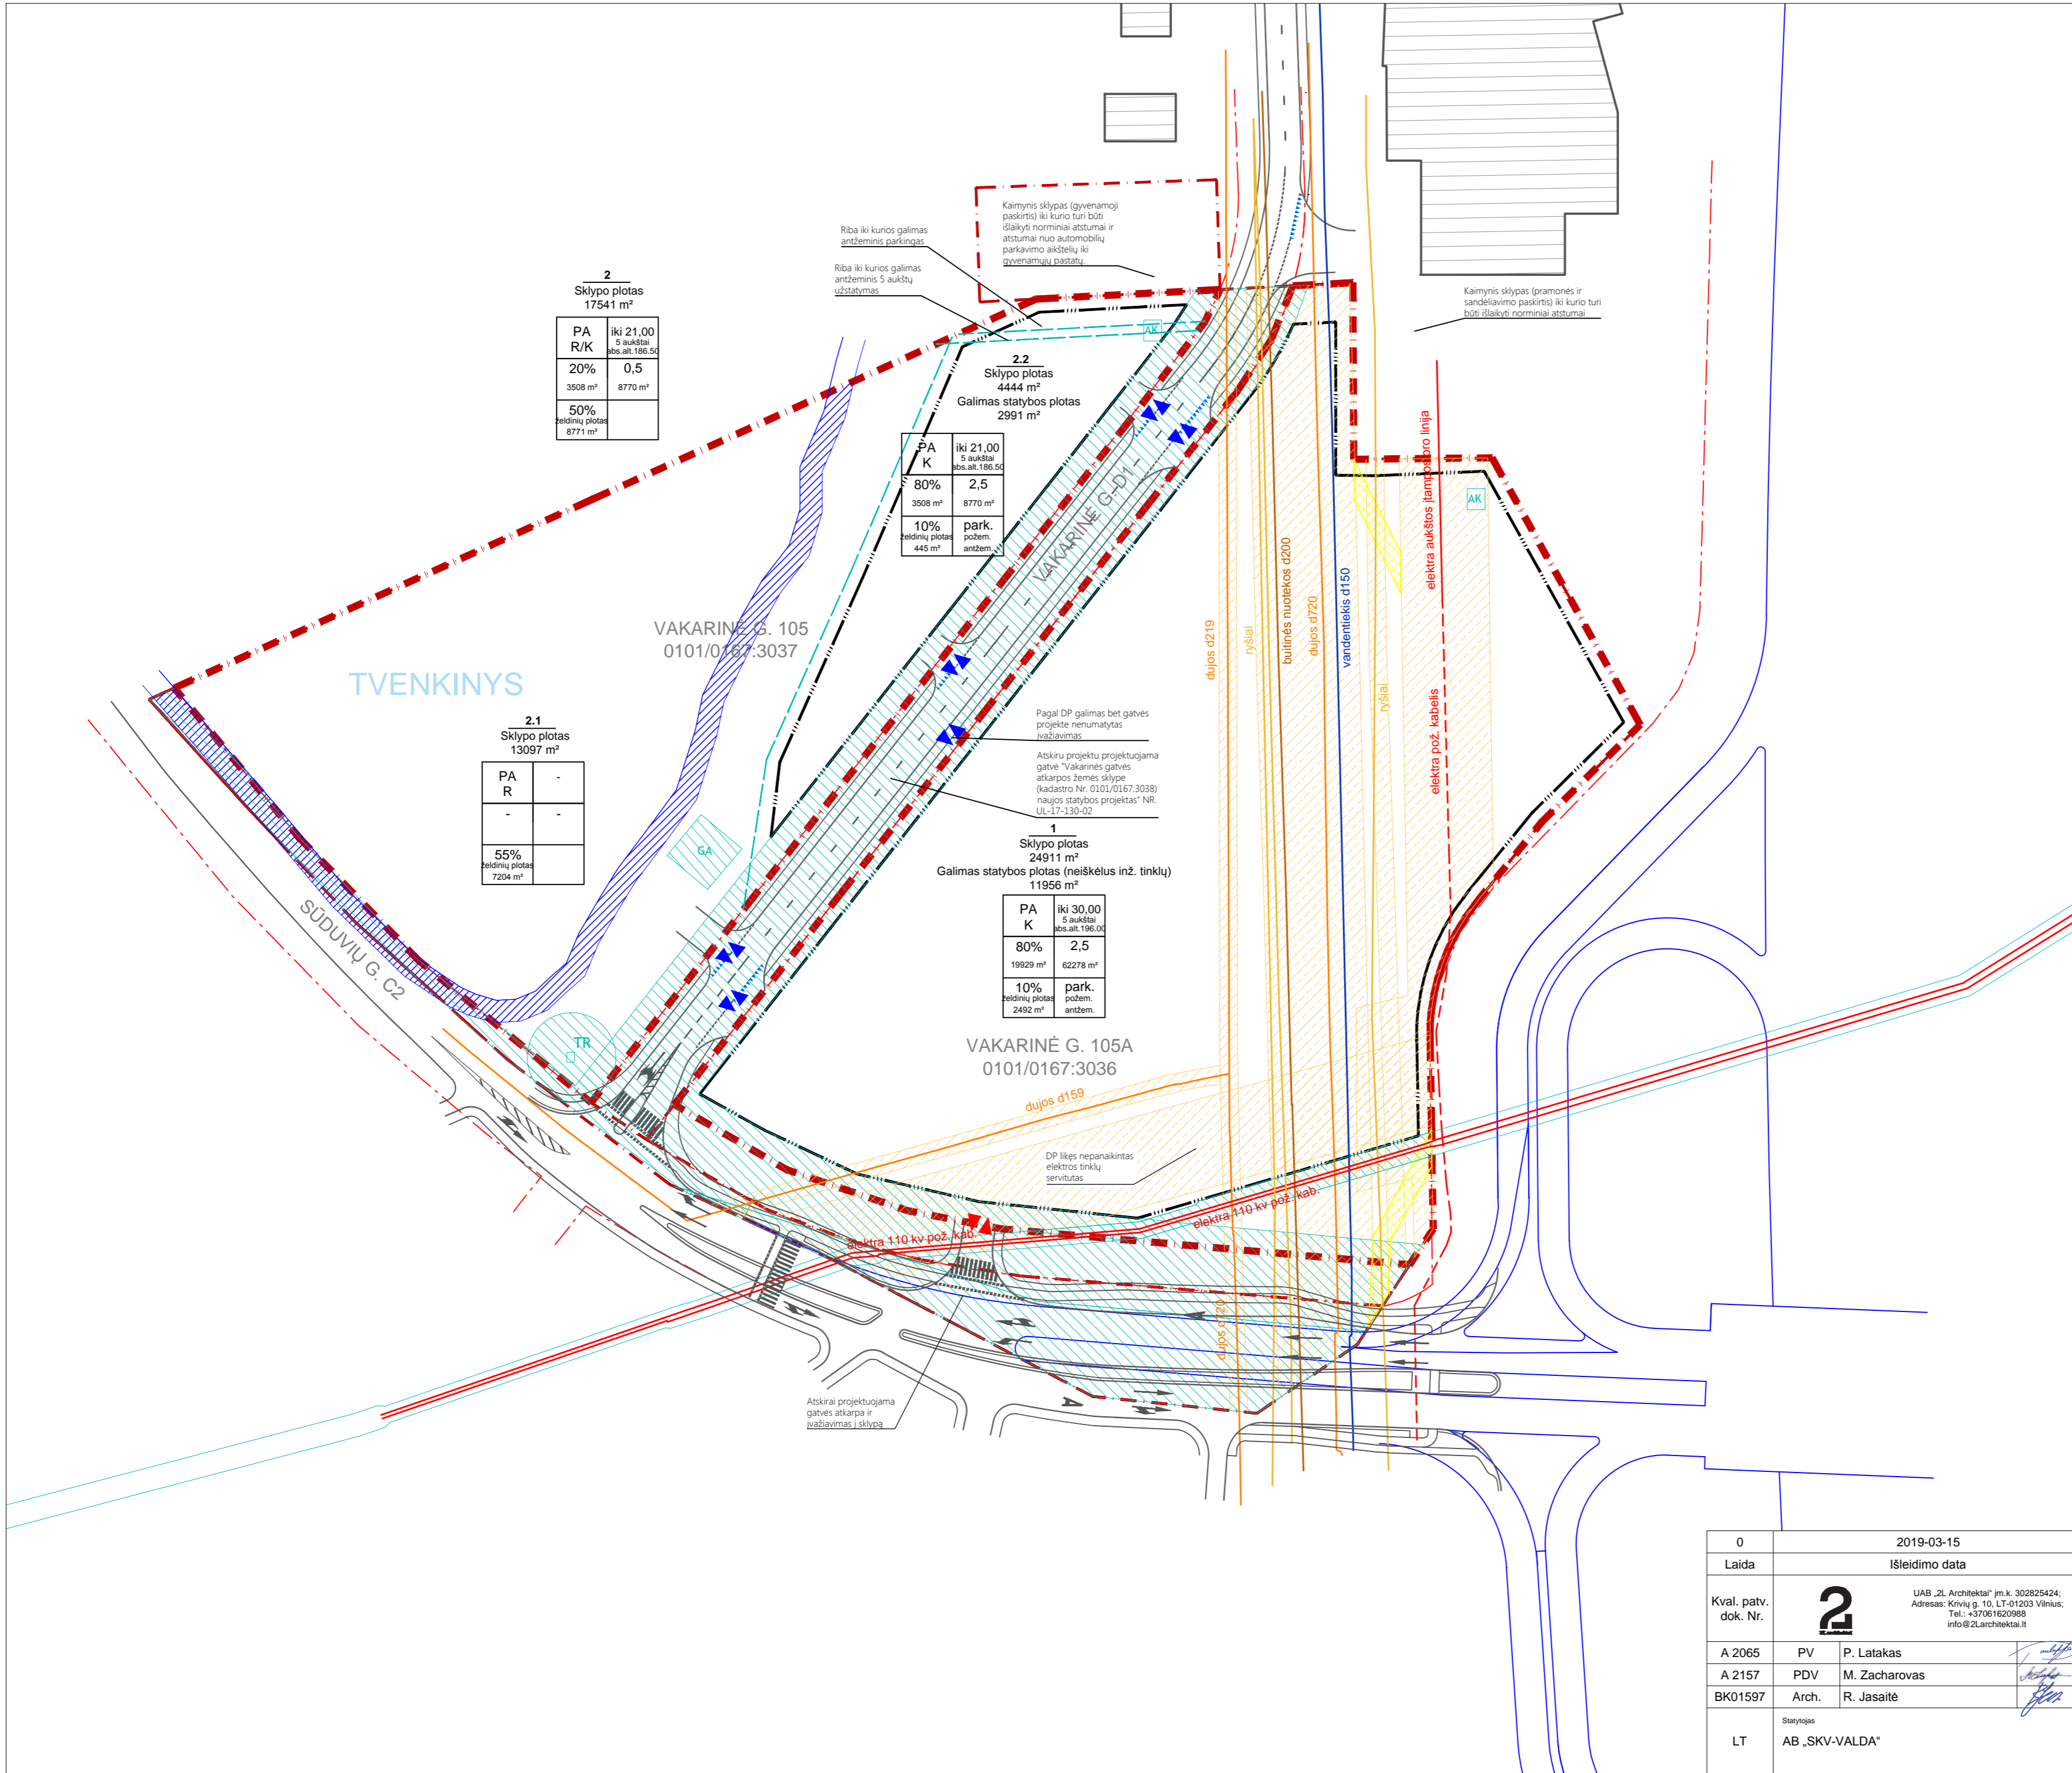 Kaimynis sklypas (gyvenamoji
paskirtis) iki kurio turi būti
išlaikyti norminiai atstumai ir
atstumai nuo automobilių
parkavimo aikštelių iki
gyvenamųjų pastatų.
Riba iki kurios galimas
antžeminis parkingas
Riba iki kurios galimas
antžeminis 5 aukštų
užstatymas
Kaimynis sklypas (pramonės ir
sandėliavimo paskirtis) iki kurio turi
būti išlaikyti norminiai atstumai
2
Sklypo plotas
17541 m²
PA iki 21,00
R/K 5 aukštai
abs.alt.186.50
20% 0,5
3508 m² 8770 m²
50%
želdinių plotas
8771 m²
AK
2.2
Sklypo plotas
4444 m²
Galimas statybos plotas
2991 m²
PA iki 21,00
K 5 aukštai
abs.alt.186.50
80% 2,5
3508 m² 8770 m²
10% park.
želdinių plotas požem.
445 m² antžem.
VAKARINĖ G. D1
AK
elektra aukštos įtampos oro linija
elektra pož. kabelis
dujos d219
ryšiai
buitinės nuotekos d200
dujos d720
vandentiekis d150
ryšiai
VAKARINĖ G. 105
0101/0167:3037
TVENKINYS
2.1
Sklypo plotas
13097 m²
PA -
R
- -
55%
želdinių plotas
7204 m²
Pagal DP galimas bet gatvės
projekte nenumatytas
įvažiavimas
Atskiru projektu projektuojama
gatvė "Vakarinės gatvės
atkarpos žemės sklype
(kadastro Nr. 0101/0167:3038)
naujos statybos projektas" NR.
UL-17-130-02
GA
1
Sklypo plotas
24911 m²
Galimas statybos plotas (neiškėlus inž. tinklų)
11956 m²
PA iki 30,00
K 5 aukštai
abs.alt.196.00
80% 2,5
19929 m² 62278 m²
10% park.
želdinių plotas požem.
2492 m² antžem.
SŪDUVIŲ G. C2
TR
VAKARINĖ G. 105A
0101/0167:3036
dujos d159
DP likęs nepanaikintas
elektros tinklų
servitutas
elektra 110 kv pož. kab.
elektra 110 kv pož. kab.
dujos d720
A
Atskirai projektuojama
gatvės atkarpa ir
įvažiavimas į sklypą
0 2019-03-15
Laida Išleidimo data
Kval. patv.
dok. Nr.
2
UAB „2L Architektai" įm.k. 302825424;
Adresas: Krivių g. 10, LT-01203 Vilnius;
Tel.: +37061620988
info@2Larchitektai.lt
A 2065 PV P. Latakas
A 2157 PDV M. Zacharovas
BK01597 Arch. R. Jasaitė
Statytojas
LT AB „SKV-VALDA“